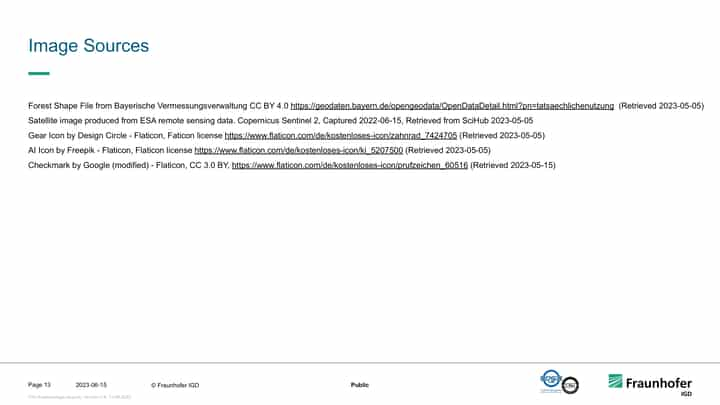 Image Sources
Forest Shape File from Bayerische Vermessungsverwaltung CC BY 4.0 https://geodaten.bayern.de/opengeodata/OpenDataDetail.html?pn=tatsaechlichenutzung (Retrieved 2023-05-05)
Satellite image produced from ESA remote sensing data. Copernicus Sentinel 2, Captured 2022-06-15, Retrieved from SciHub 2023-05-05
Gear Icon by Design Circle - Flaticon, Faticon license https://www.flaticon.com/de/kostenloses-icon/zahnrad_7424705 (Retrieved 2023-05-05)
AI Icon by Freepik - Flaticon, Flaticon license https://www.flaticon.com/de/kostenloses-icon/ki_5207500 (Retrieved 2023-05-05)
Checkmark by Google (modified) - Flaticon, CC 3.0 BY. https://www.flaticon.com/de/kostenloses-icon/prufzeichen_60516 (Retrieved 2023-05-15)
Page 13 2023-06-15 © Fraunhofer IGD Public
Fraunhofer
IGD